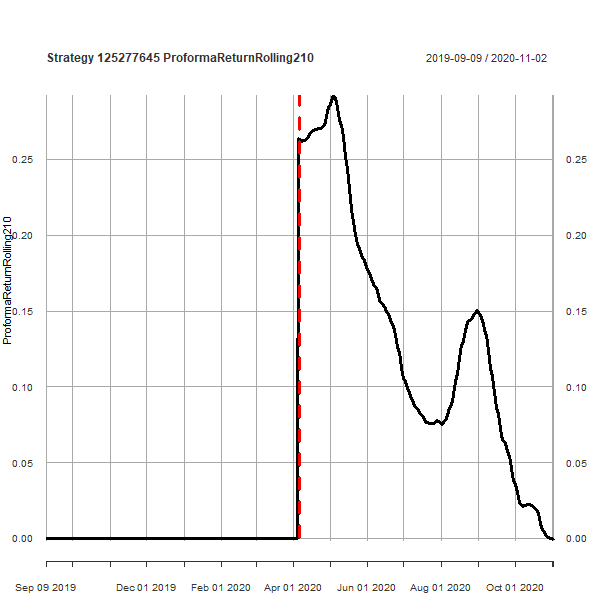 Strategy 125277645 ProformaReturnRolling210
2019-09-09 / 2020-11-02
ProformaReturnRolling210
0.25 0.25
0.20 0.20
0.15 0.15
0.10 0.10
0.05 0.05
0.00 0.00
Sep 09 2019 Dec 01 2019 Feb 01 2020 Apr 01 2020 Jun 01 2020 Aug 01 2020 Oct 01 2020